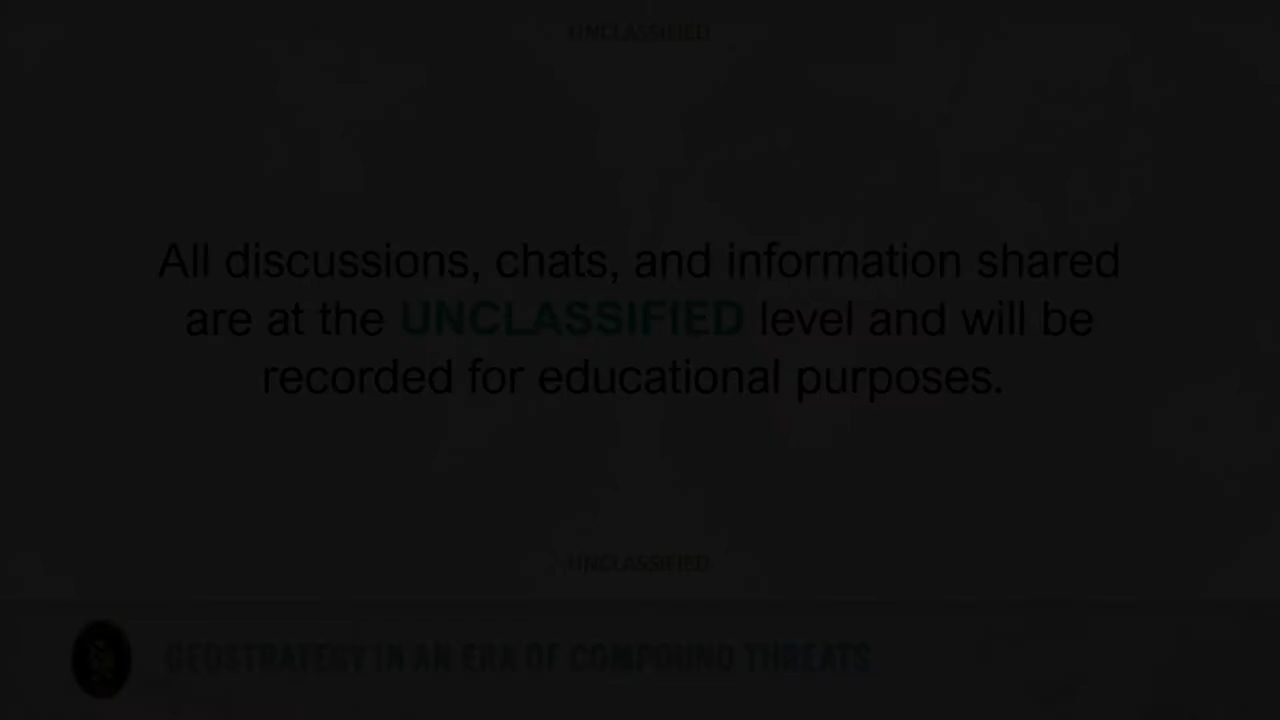 UNCLASSIFIED
All discussions, chats, and information shared
are at the UNCLASSIFIED level and will be
recorded for educational purposes.
UNCLASSIFIED
GEOSTRATEGY IN AN ERA OF COMPOUND THREATS